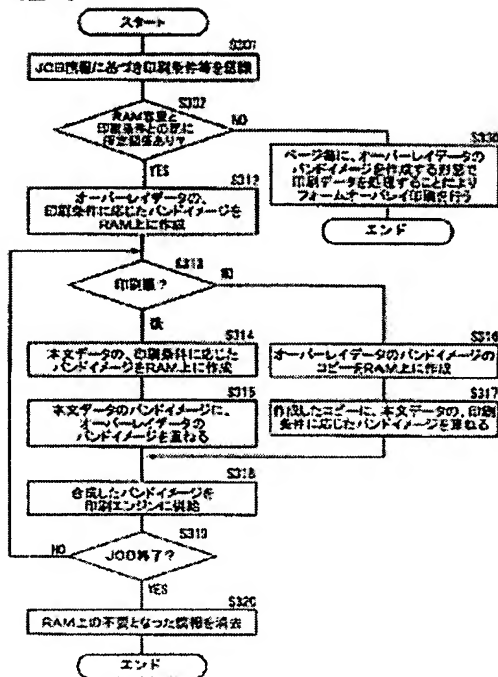 スタート
S301
JOB情報に基づき印刷条件等を認識
S302
RAM容量と
印刷条件との間に
所定関係あり?
NO
YES
S330
ページ毎に、オーバーレイデータの
バンドイメージを作成する形態で
印刷データを処理することにより
フォームオーバレイ印刷を行う
エンド
S312
オーバーレイデータの、
印刷条件に応じたバンドイメージを
RAM上に作成
S313
印刷順?
後
S314
本文データの、印刷条件に応じた
バンドイメージをRAM上に作成
S316
オーバーレイデータのバンドイメージの
コピーをRAM上に作成
S315
本文データのバンドイメージに、
オーバーレイデータの
バンドイメージを重ねる
S317
作成したコピーに、本文データの、印刷
条件に応じたバンドイメージを重ねる
S318
合成したバンドイメージを
印刷エンジンに供給
S319
JOB終了?
NO
YES
S320
RAM上の不要となった情報を消去
エンド